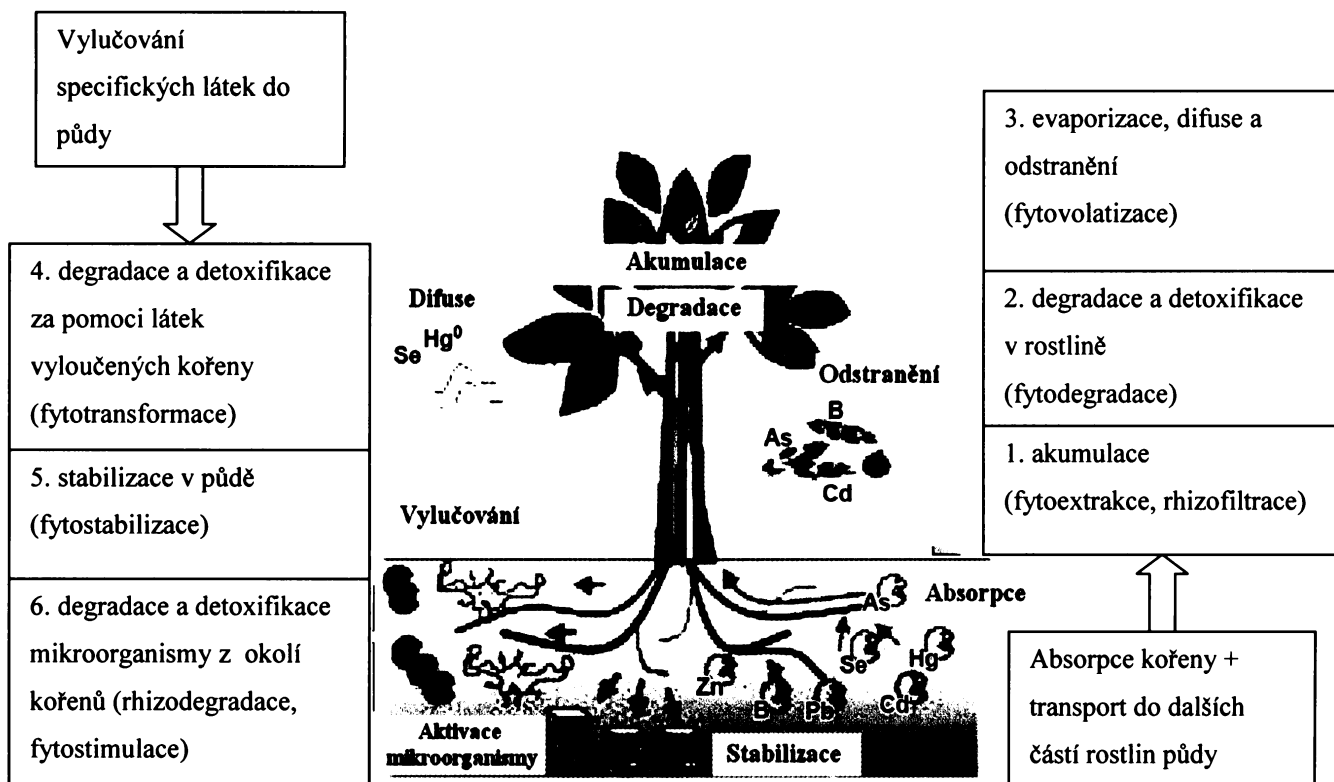 Vylučování
specifických látek do
půdy
4. degradace a detoxifikace
za pomoci látek
vyloučených kořeny
(fytotransformace)
5. stabilizace v půdě
(fytostabilizace)
6. degradace a detoxifikace
mikroorganismy z okolí
kořenů (rhizodegradace,
fytostimulace)
Akumulace
Degradace
Difuse
Se Hg⁰
Odstranění
B
As
Cd
Vylučování
As
Absorpce
Se
Hg
Zn
B
Pb
Cd
Aktivace
mikroorganismy
Stabilizace
3. evaporizace, difuse a
odstranění
(fytovolatizace)
2. degradace a detoxifikace
v rostlině
(fytodegradace)
1. akumulace
(fytoextrakce, rhizofiltrace)
Absorpce kořeny +
transport do dalších
částí rostlin půdy